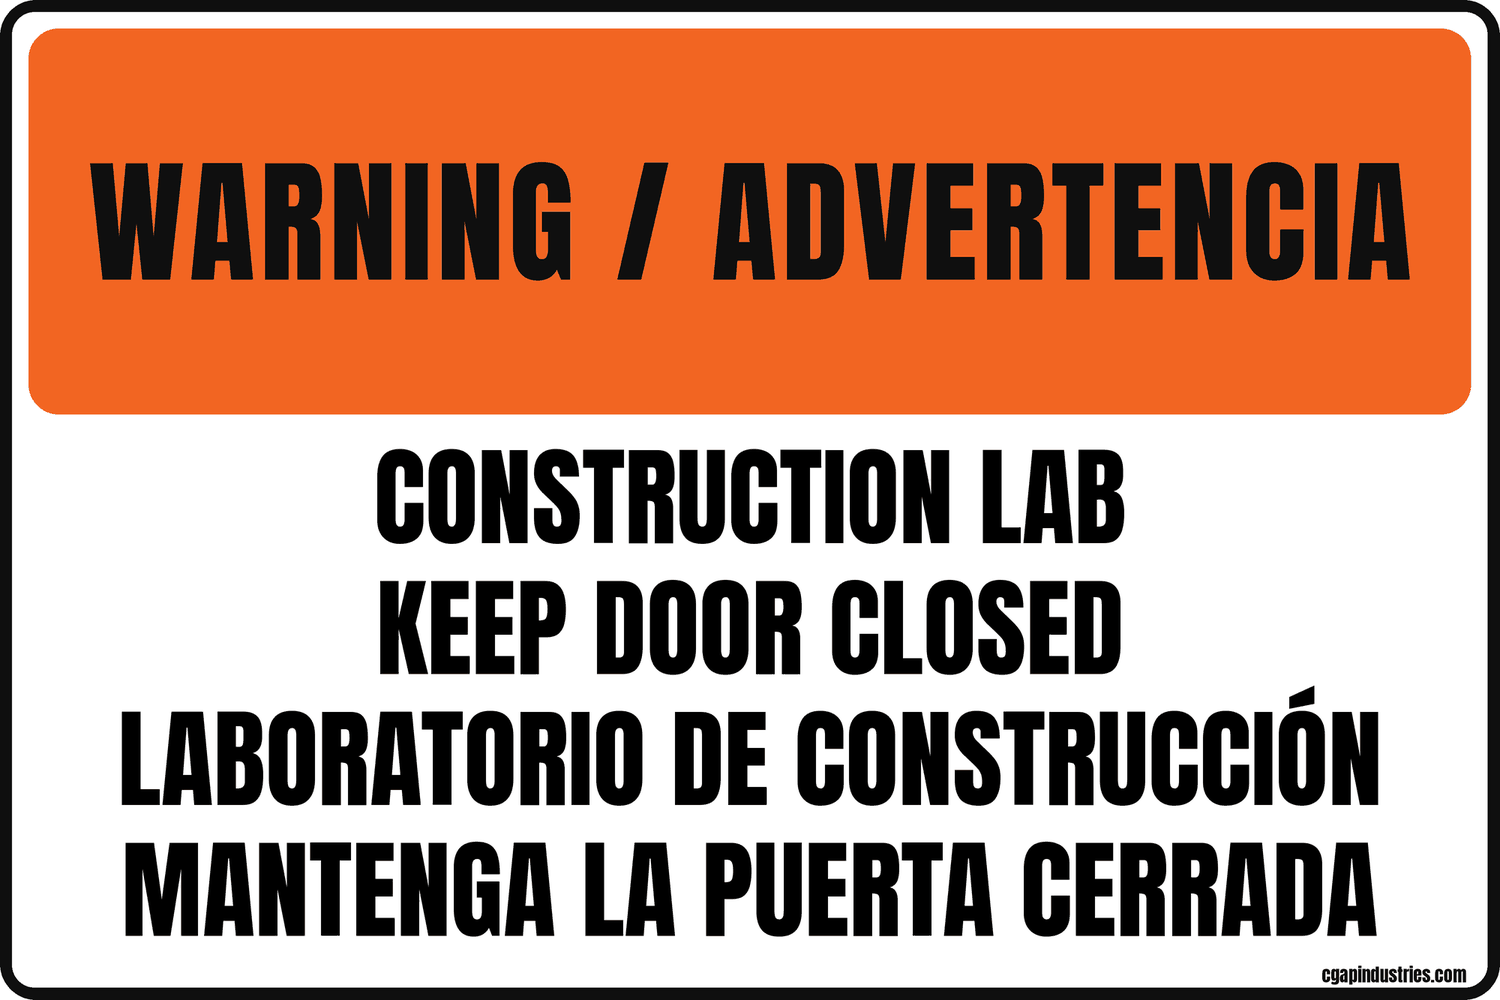 WARNING / ADVERTENCIA
CONSTRUCTION LAB
KEEP DOOR CLOSED
LABORATORIO DE CONSTRUCCIÓN
MANTENGA LA PUERTA CERRADA
cgapindustries.com